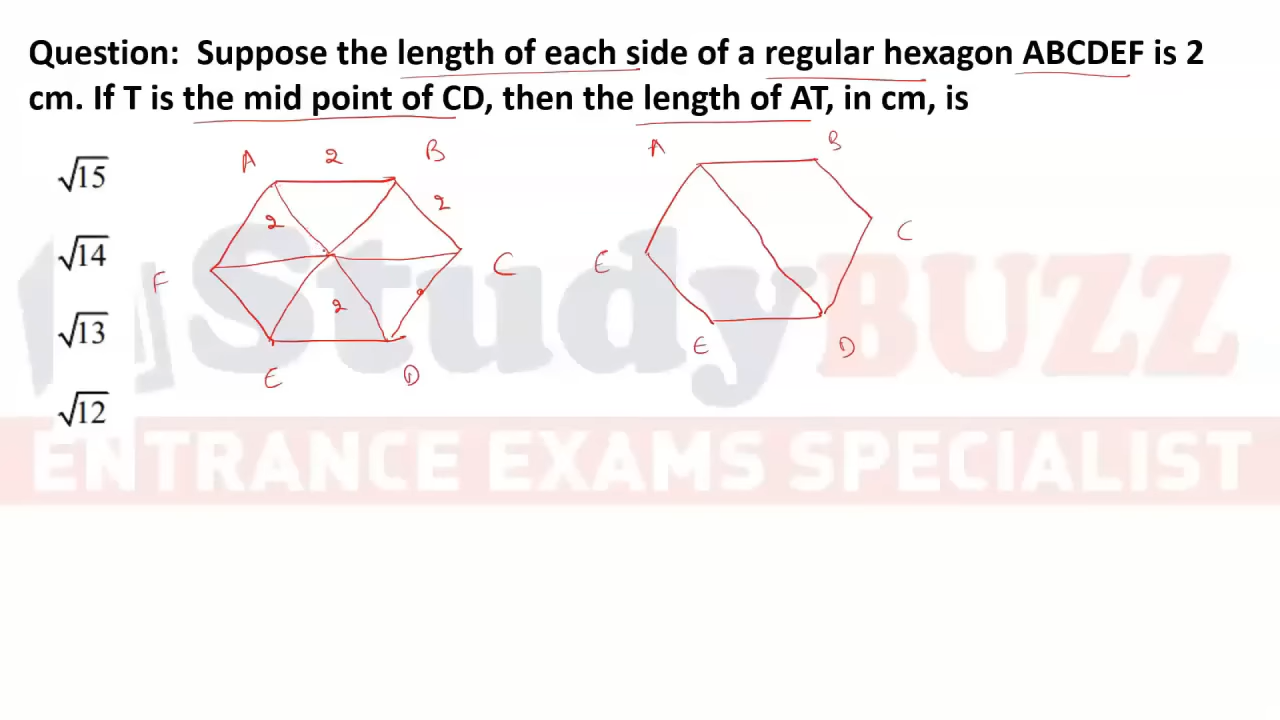 Question: Suppose the length of each side of a regular hexagon ABCDEF is 2
cm. If T is the mid point of CD, then the length of AT, in cm, is
√15
√14
√13
√12
A 2 B
2 2
F C
2
E D
A B
E C
E D
StudyBUZZ
ENTRANCE EXAMS SPECIALIST